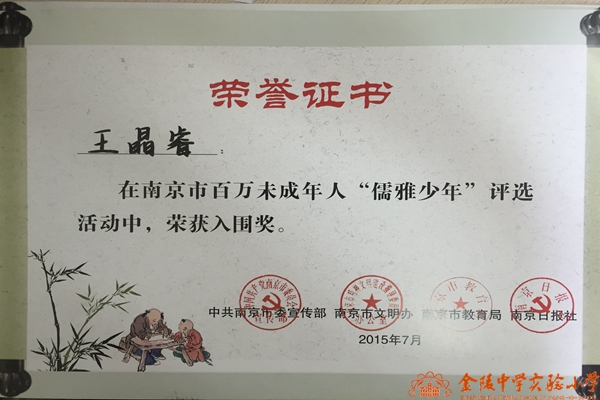 荣誉证书
王晶睿：
在南京市百万未成年人“儒雅少年”评选
活动中，荣获入围奖。
中共南京市委宣传部 南京市文明办 南京市教育局 南京日报社
2015年7月
金陵中学实验小学